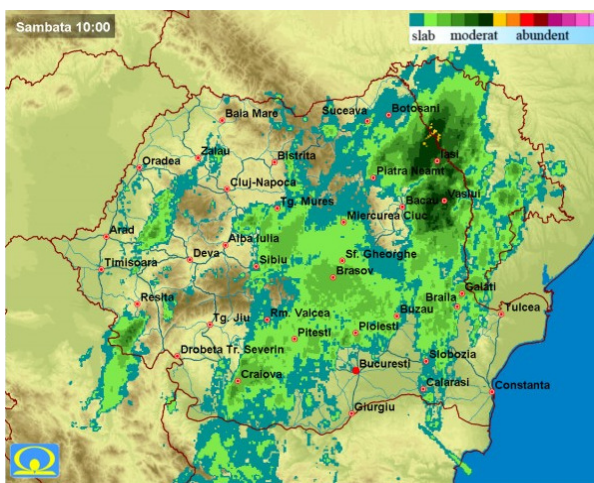 Sambata 10:00
slab moderat abundent
Suceava
Botosani
Baia Mare
Iasi
Zalau
Bistrita
Oradea
Piatra Neamt
Cluj-Napoca
Vaslui
Bacau
Tg. Mures
Miercurea Ciuc
Arad
Alba Iulia
Deva
Sf. Gheorghe
Timisoara
Sibiu
Brasov
Galati
Resita
Braila
Tulcea
Rm. Valcea
Buzau
Tg. Jiu
Ploiesti
Pitesti
Drobeta Tr. Severin
Slobozia
Bucuresti
Craiova
Calarasi
Constanta
Giurgiu